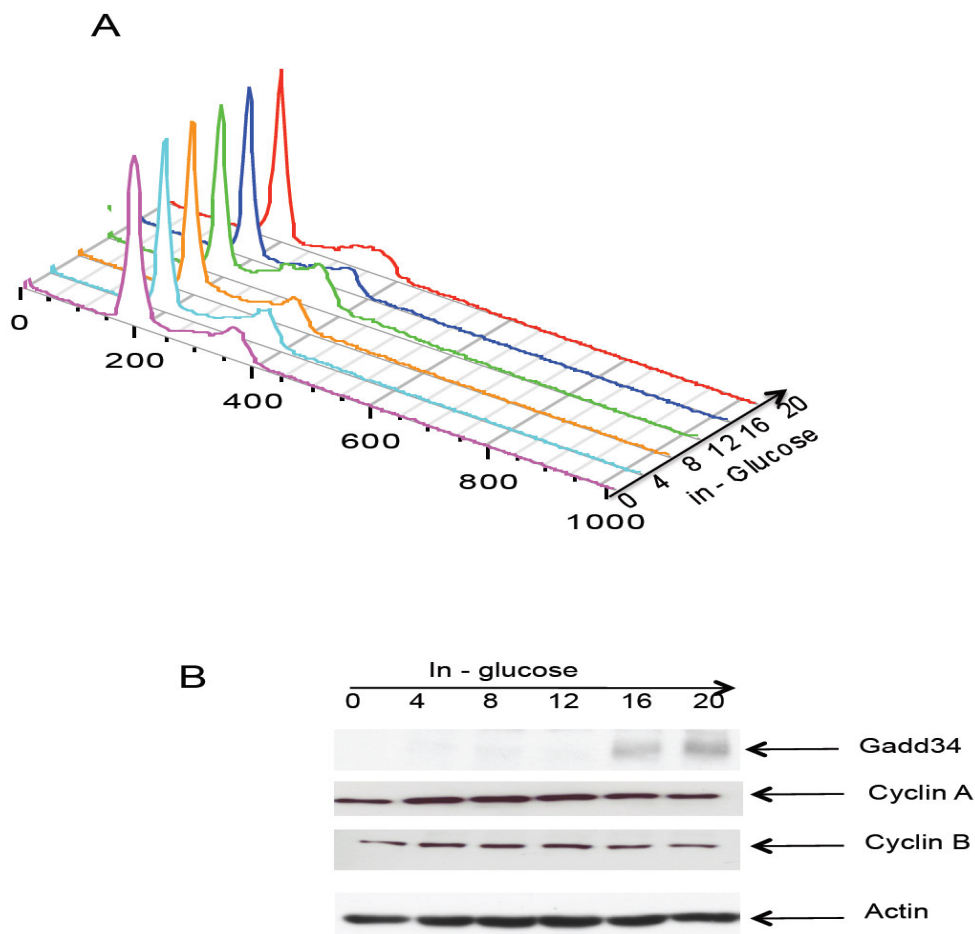 A
0
200
400
600
800
1000
0 4 8 12 16 20
in - Glucose
B
In - glucose
0 4 8 12 16 20
Gadd34
Cyclin A
Cyclin B
Actin